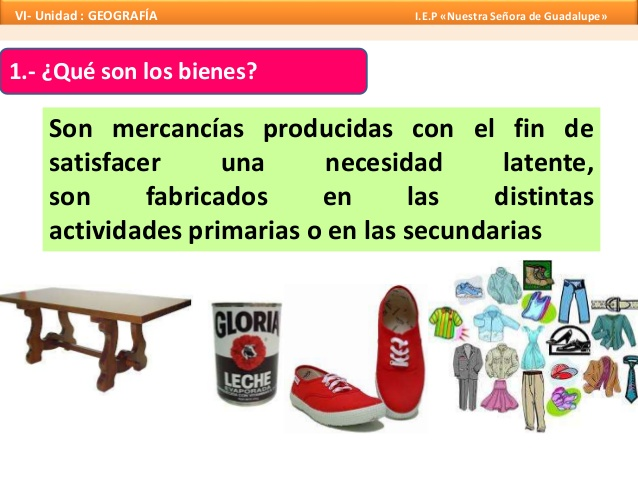 VI- Unidad : GEOGRAFÍA
I.E.P «Nuestra Señora de Guadalupe»
1.- ¿Qué son los bienes?
Son mercancías producidas con el fin de
satisfacer una necesidad latente,
son fabricados en las distintas
actividades primarias o en las secundarias
GLORIA
LECHE
EVAPORADA